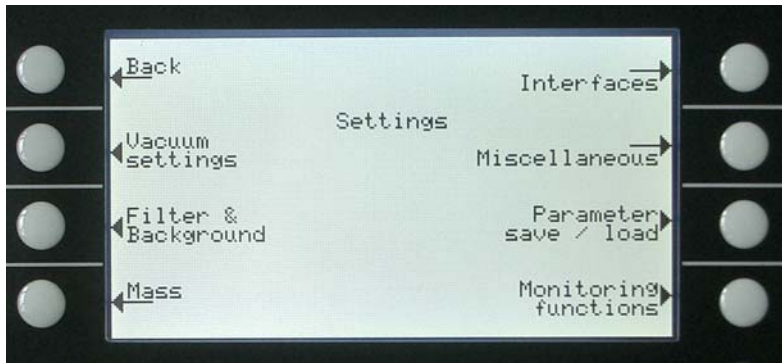 Back
Interfaces
Settings
Vacuum
settings
Miscellaneous
Filter &
Background
Parameter
save / load
Mass
Monitoring
functions